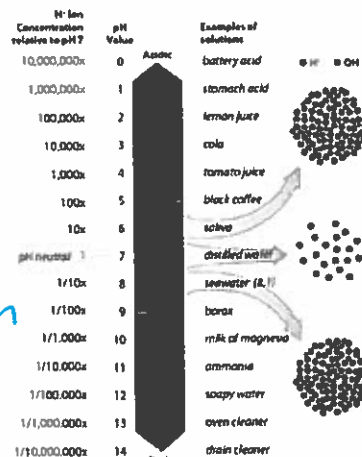 H+ Ion
Concentration
relative to pH 7
pH
Value
Examples of
solutions
Acidic
H+ OH
10,000,000x 0 battery acid
1,000,000x 1 stomach acid
100,000x 2 lemon juice
10,000x 3 cola
1,000x 4 tomato juice
100x 5 black coffee
10x 6 saliva
pH neutral 1 7 distilled water
1/10x 8 seawater
1/100x 9 borax
1/1,000x 10 milk of magnesia
1/10,000x 11 ammonia
1/100,000x 12 soapy water
1/1,000,000x 13 oven cleaner
1/10,000,000x 14 drain cleaner